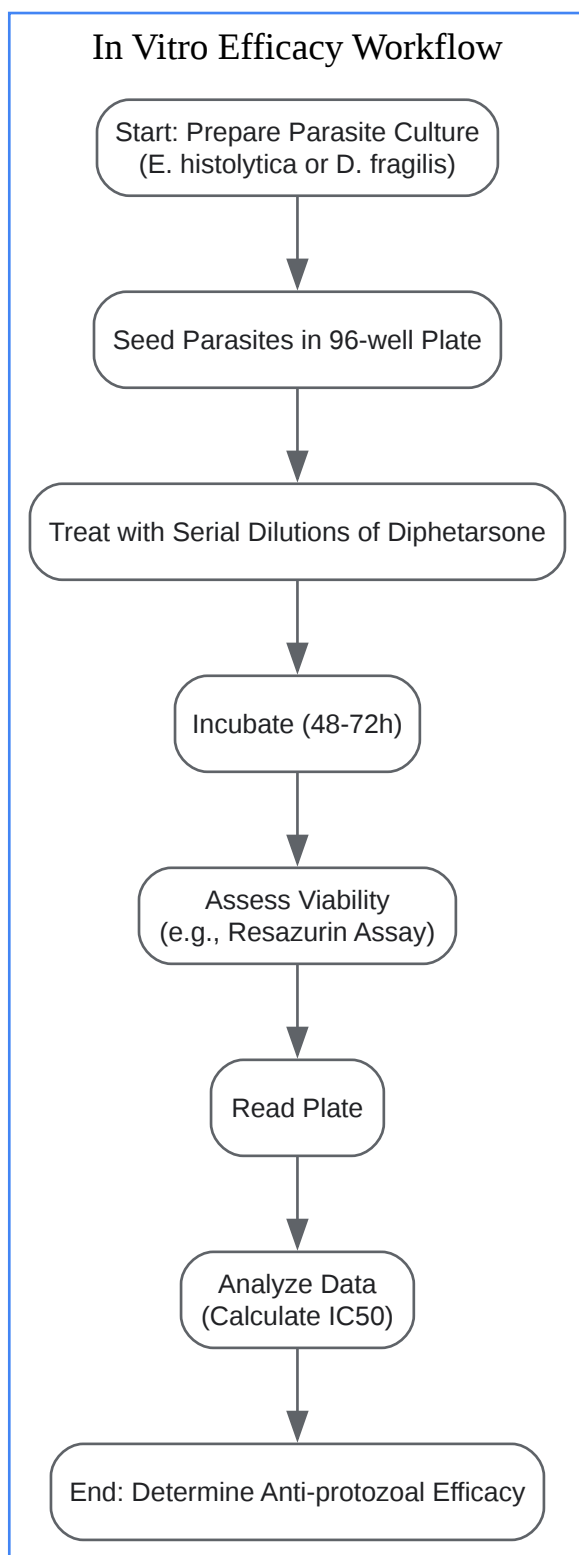 In Vitro Efficacy Workflow
Start: Prepare Parasite Culture
(E. histolytica or D. fragilis)
Seed Parasites in 96-well Plate
Treat with Serial Dilutions of Diphetarsone
Incubate (48-72h)
Assess Viability
(e.g., Resazurin Assay)
Read Plate
Analyze Data
(Calculate IC50)
End: Determine Anti-protozoal Efficacy